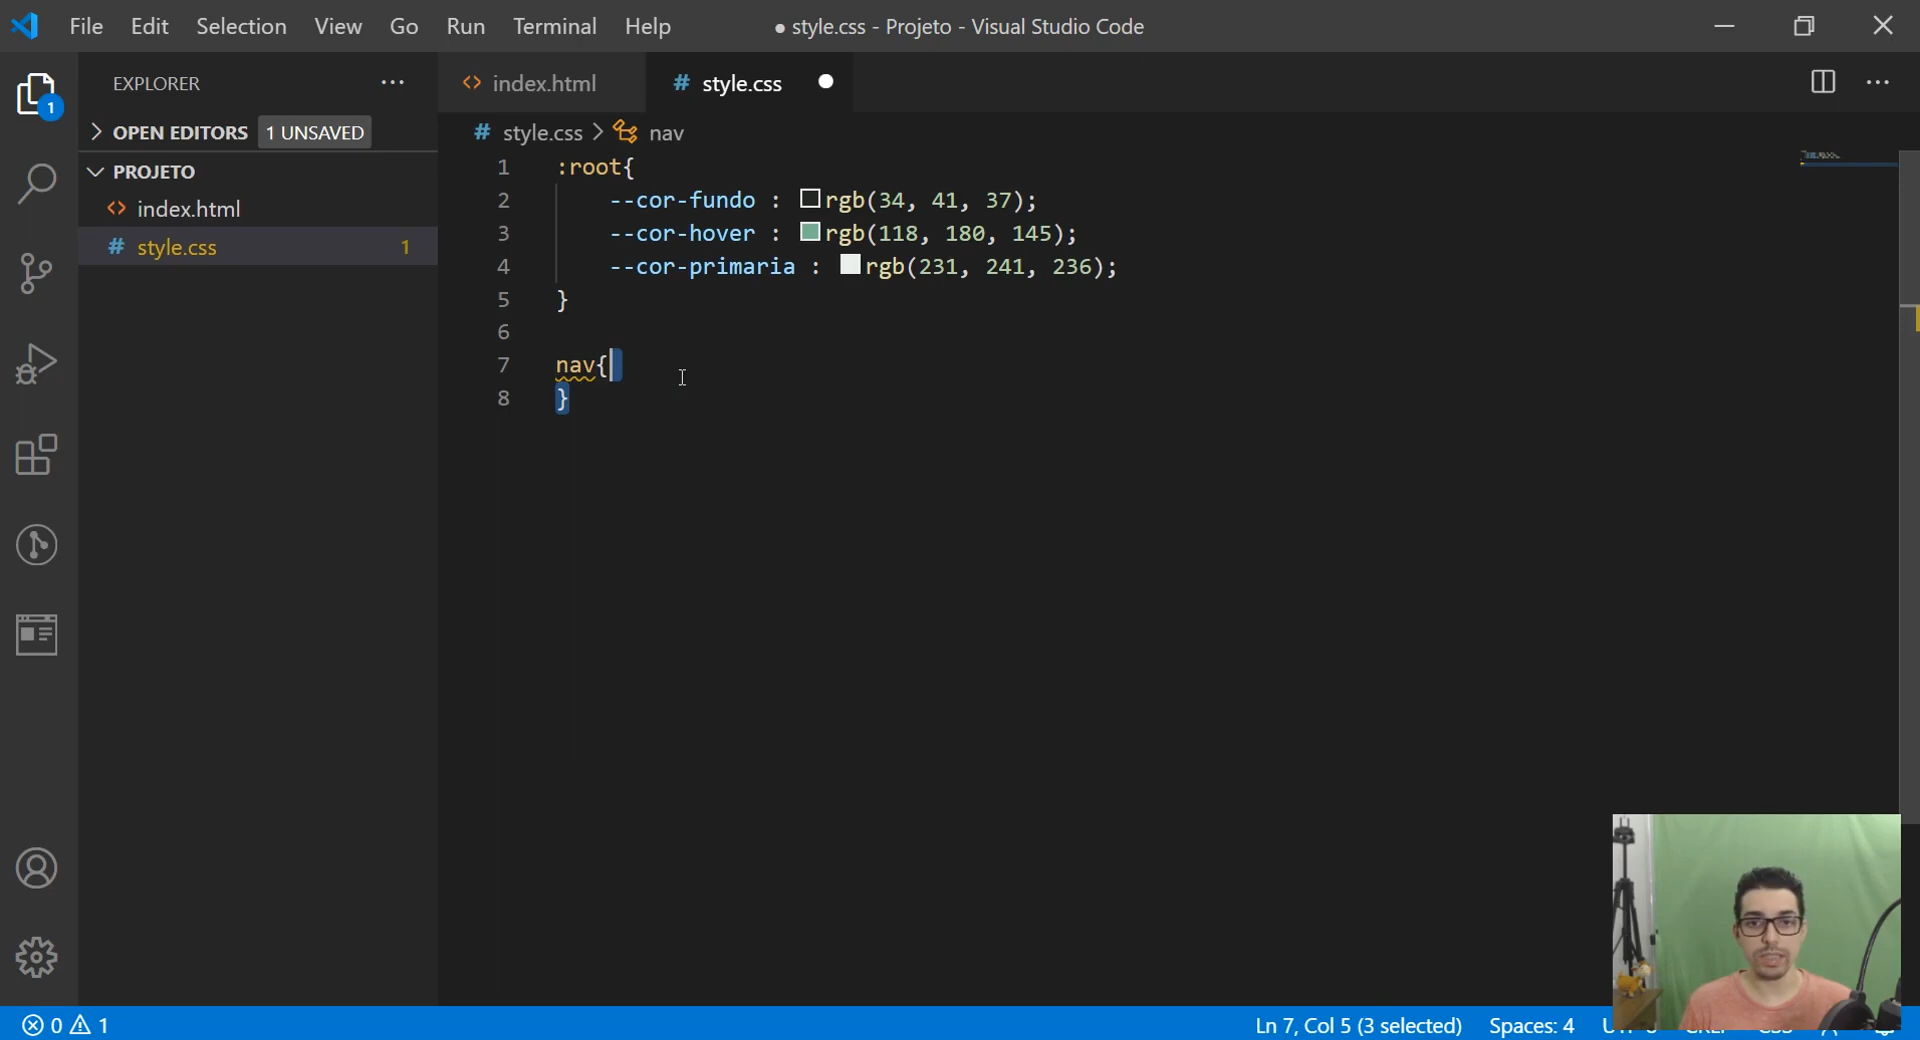 File Edit Selection View Go Run Terminal Help
● style.css - Projeto - Visual Studio Code
EXPLORER
index.html
# style.css
1
OPEN EDITORS 1 UNSAVED
# style.css > nav
PROJETO
index.html
# style.css 1
1 :root{
2 --cor-fundo : rgb(34, 41, 37);
3 --cor-hover : rgb(118, 180, 145);
4 --cor-primaria : rgb(231, 241, 236);
5 }
6
7 nav{
8 }
0 1
Ln 7, Col 5 (3 selected) Spaces: 4